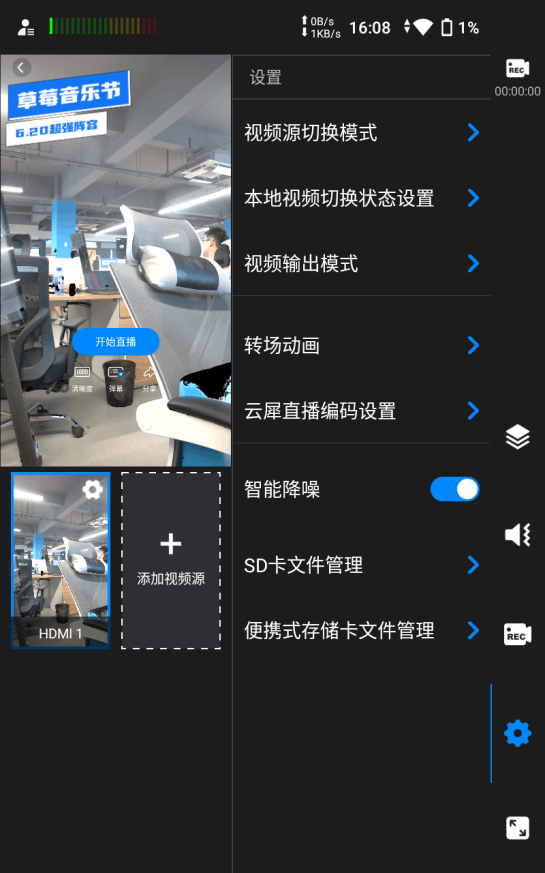 0B/s
1KB/s
16:08
1%
草莓音乐节
6.20超强阵容
开始直播
1080
清晰度
弹幕
分享
HDMI 1
添加视频源
设置
视频源切换模式
本地视频切换状态设置
视频输出模式
转场动画
云犀直播编码设置
智能降噪
SD卡文件管理
便携式存储卡文件管理
REC
00:00:00
REC